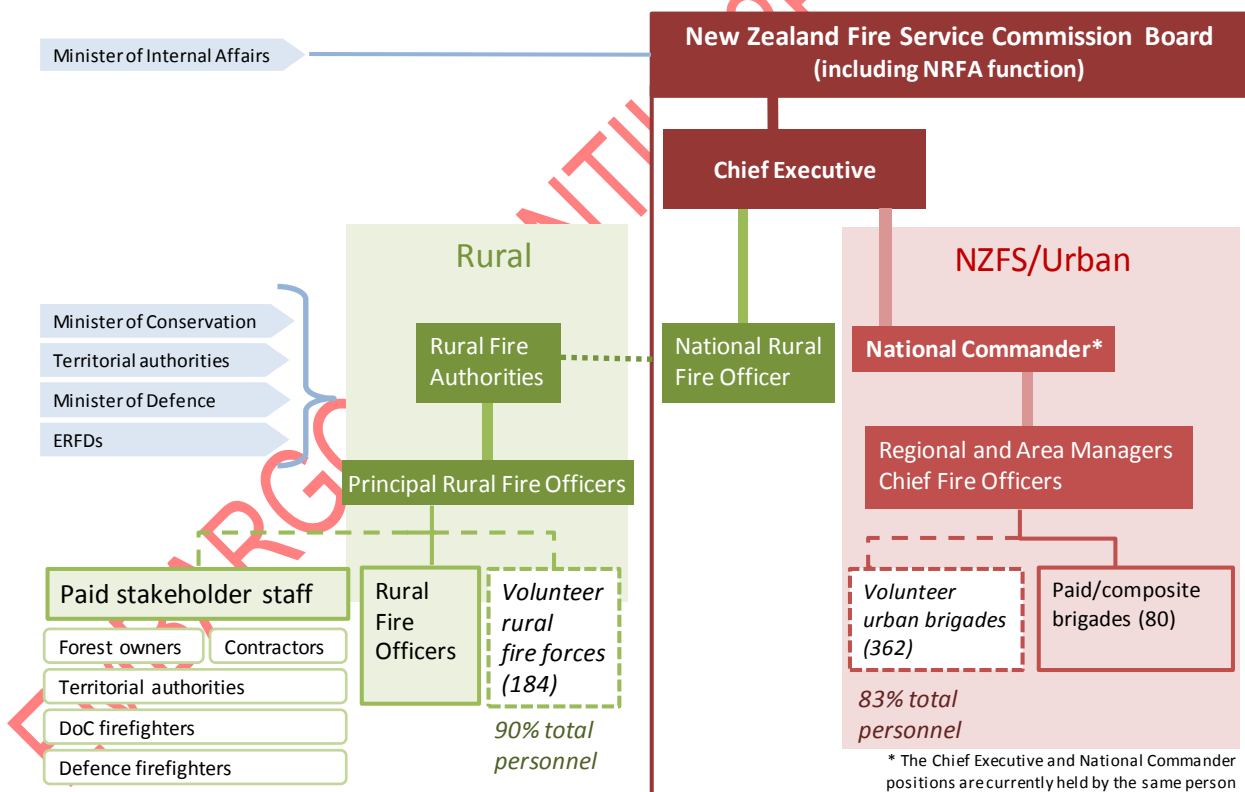 Minister of Internal Affairs
New Zealand Fire Service Commission Board
(including NRFA function)
Chief Executive
Rural
NZFS/Urban
Minister of Conservation
Territorial authorities
Minister of Defence
ERFDs
Rural Fire
Authorities
National Rural
Fire Officer
National Commander*
Regional and Area Managers
Chief Fire Officers
Principal Rural Fire Officers
Paid stakeholder staff
Forest owners
Contractors
Territorial authorities
DoC firefighters
Defence firefighters
Rural
Fire
Officers
Volunteer
rural
fire forces
(184)
90% total
personnel
Volunteer
urban brigades
(362)
83% total
personnel
Paid/composite
brigades (80)
* The Chief Executive and National Commander
positions are currently held by the same person